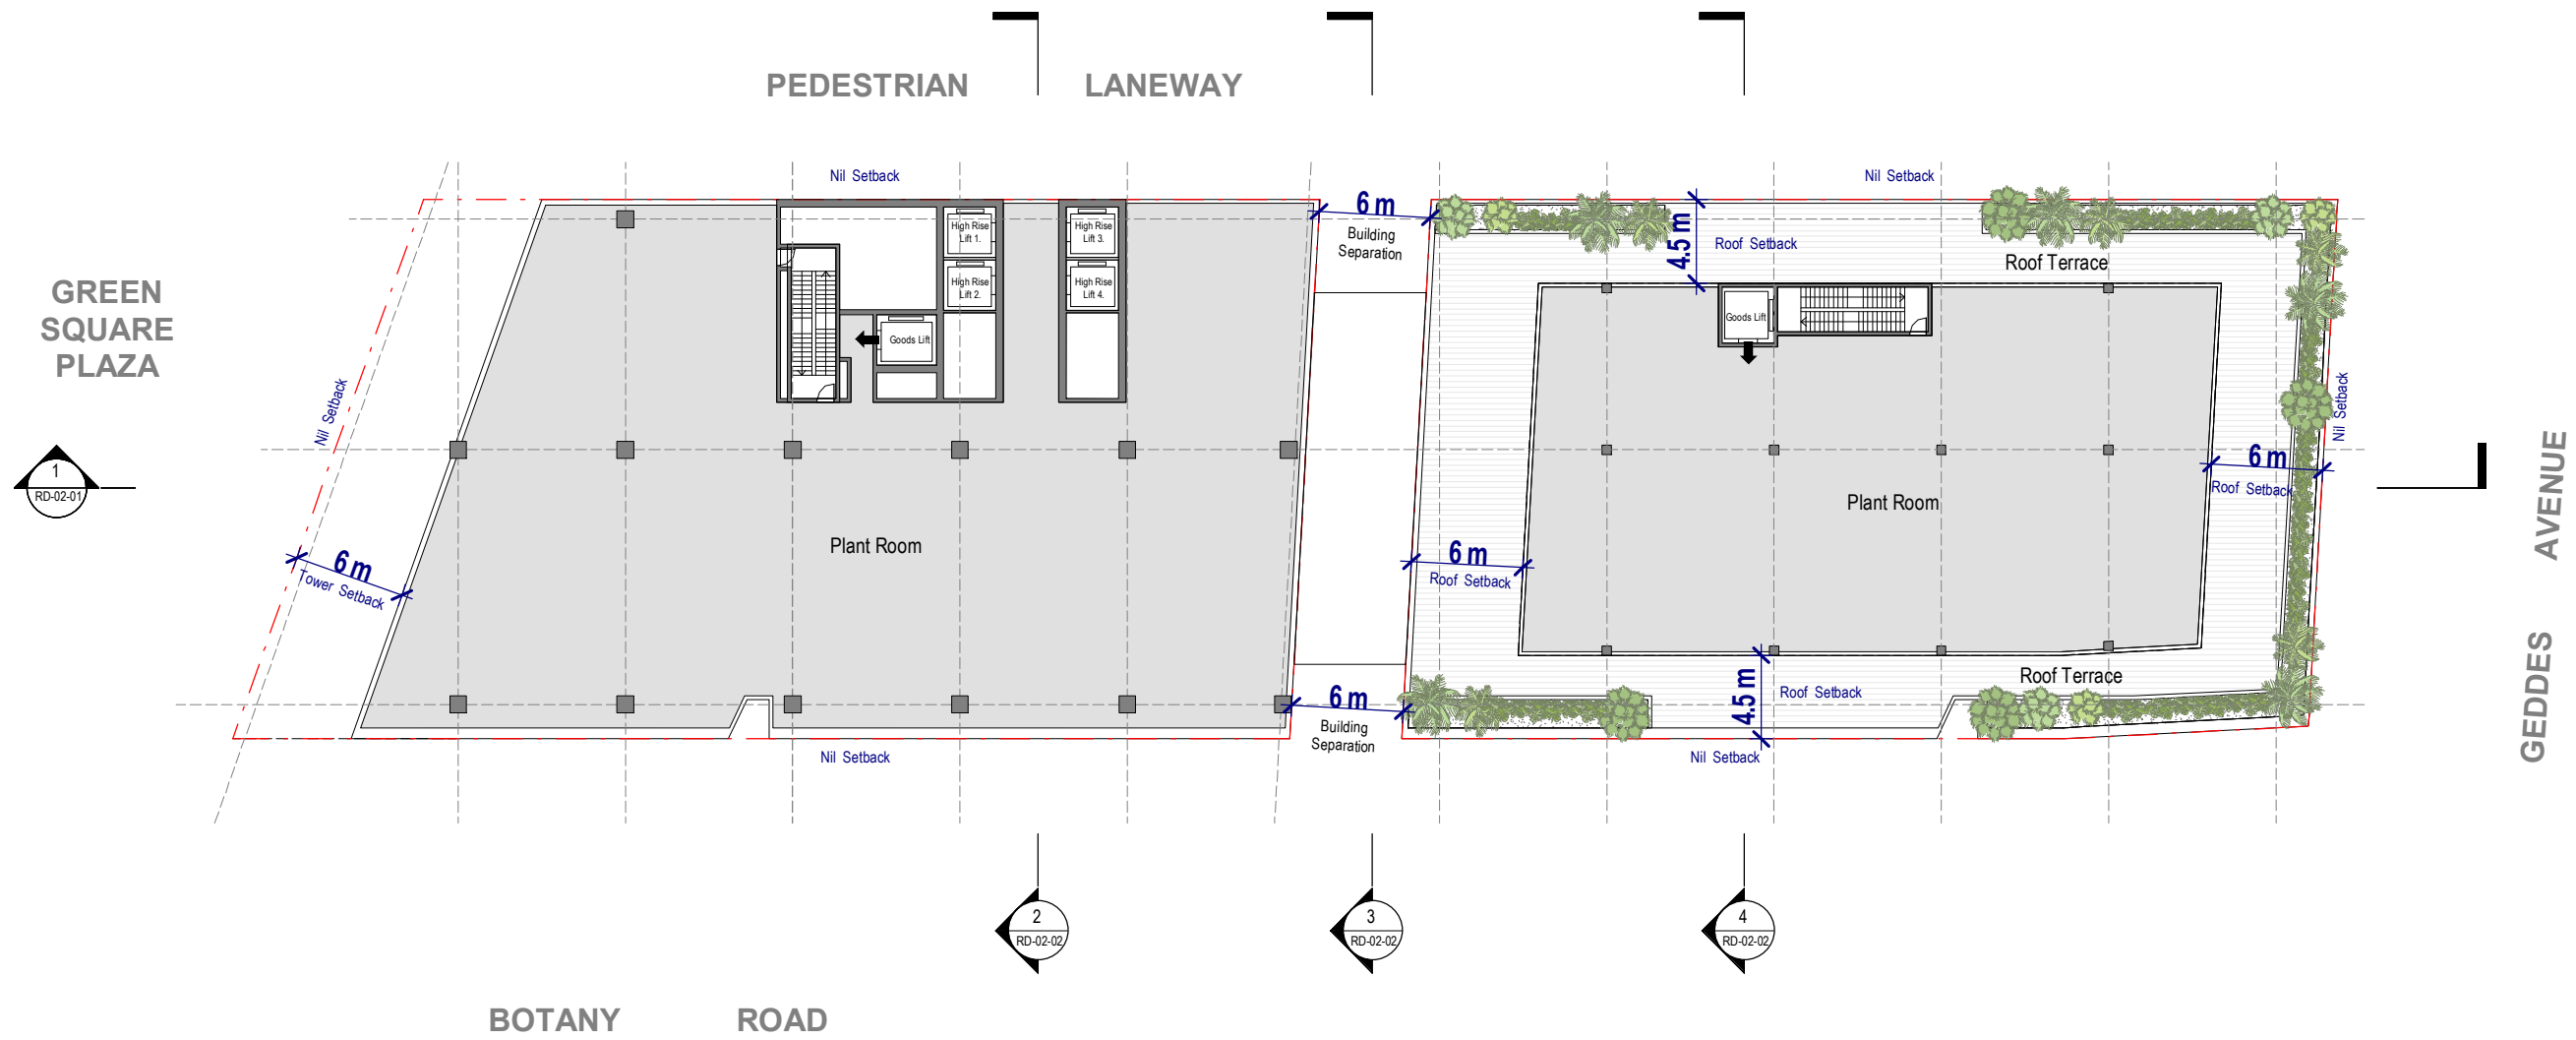 PEDESTRIAN LANEWAY
Nil Setback
Nil Setback
6 m
Building
Separation
4.5 m
Roof Setback
Roof Terrace
High Rise
Lift 1.
High Rise
Lift 2.
High Rise
Lift 3.
High Rise
Lift 4.
Goods Lift
Goods Lift
GREEN
SQUARE
PLAZA
Nil Setback
Nil Setback
1
RD-02-01
6 m
Tower Setback
Plant Room
6 m
Roof Setback
Plant Room
6 m
Roof Setback
GEDDES AVENUE
6 m
Building
Separation
4.5 m
Roof Setback
Roof Terrace
Nil Setback
Nil Setback
2
RD-02-02
3
RD-02-02
4
RD-02-02
BOTANY ROAD